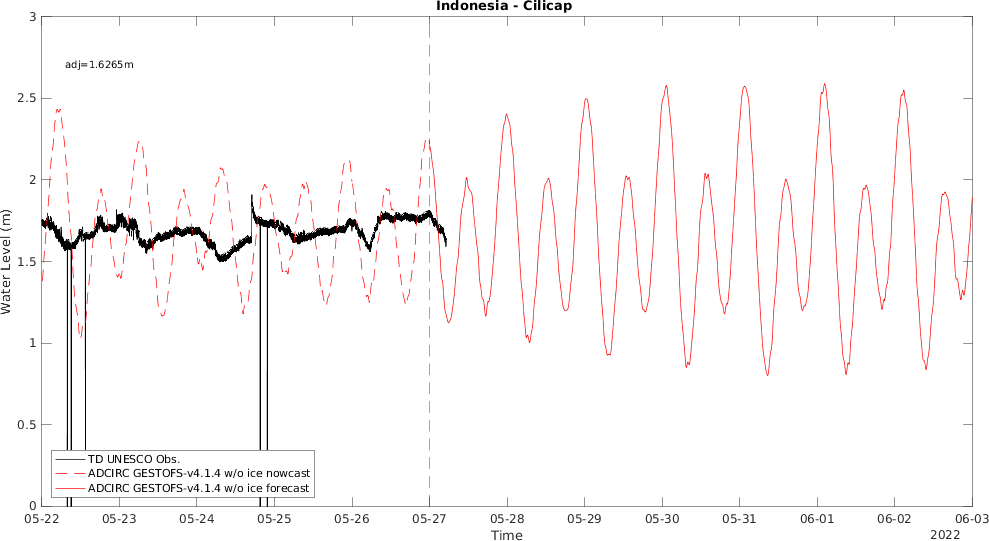 Indonesia - Cilicap
adj=1.6265m
3
2.5
2
1.5
1
0.5
0
Water Level (m)
TD UNESCO Obs.
ADCIRC GESTOFS-v4.1.4 w/o ice nowcast
ADCIRC GESTOFS-v4.1.4 w/o ice forecast
05-22 05-23 05-24 05-25 05-26 05-27 05-28 05-29 05-30 05-31 06-01 06-02 06-03
Time
2022